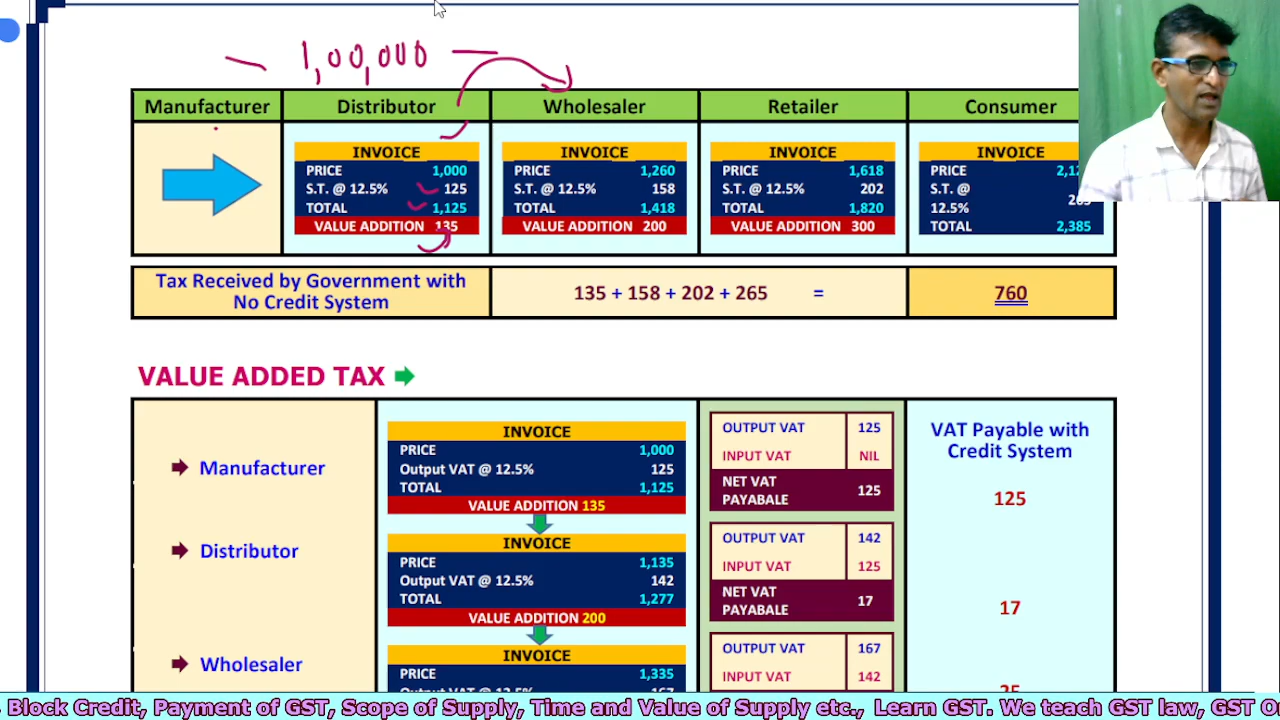 1,00,000
Manufacturer Distributor Wholesaler Retailer Consumer
INVOICE INVOICE INVOICE INVOICE
PRICE 1,000 PRICE 1,260 PRICE 1,618 PRICE
S.T. @ 12.5% 125 S.T. @ 12.5% 158 S.T. @ 12.5% 202 S.T. @
12.5%
TOTAL 1,125 TOTAL 1,418 TOTAL 1,820 TOTAL 2,385
VALUE ADDITION 135 VALUE ADDITION 200 VALUE ADDITION 300
Tax Received by Government with
No Credit System
135 + 158 + 202 + 265 = 760
VALUE ADDED TAX
Manufacturer
INVOICE
PRICE 1,000
Output VAT @ 12.5% 125
TOTAL 1,125
VALUE ADDITION 135
OUTPUT VAT 125
INPUT VAT NIL
NET VAT
PAYABALE 125
VAT Payable with
Credit System
125
Distributor
INVOICE
PRICE 1,135
Output VAT @ 12.5% 142
TOTAL 1,277
VALUE ADDITION 200
OUTPUT VAT 142
INPUT VAT 125
NET VAT
PAYABALE 17
17
Wholesaler
INVOICE
PRICE 1,335
OUTPUT VAT 167
INPUT VAT 142
Block Credit, Payment of GST, Scope of Supply, Time and Value of Supply etc., Learn GST. We teach GST law, GST O